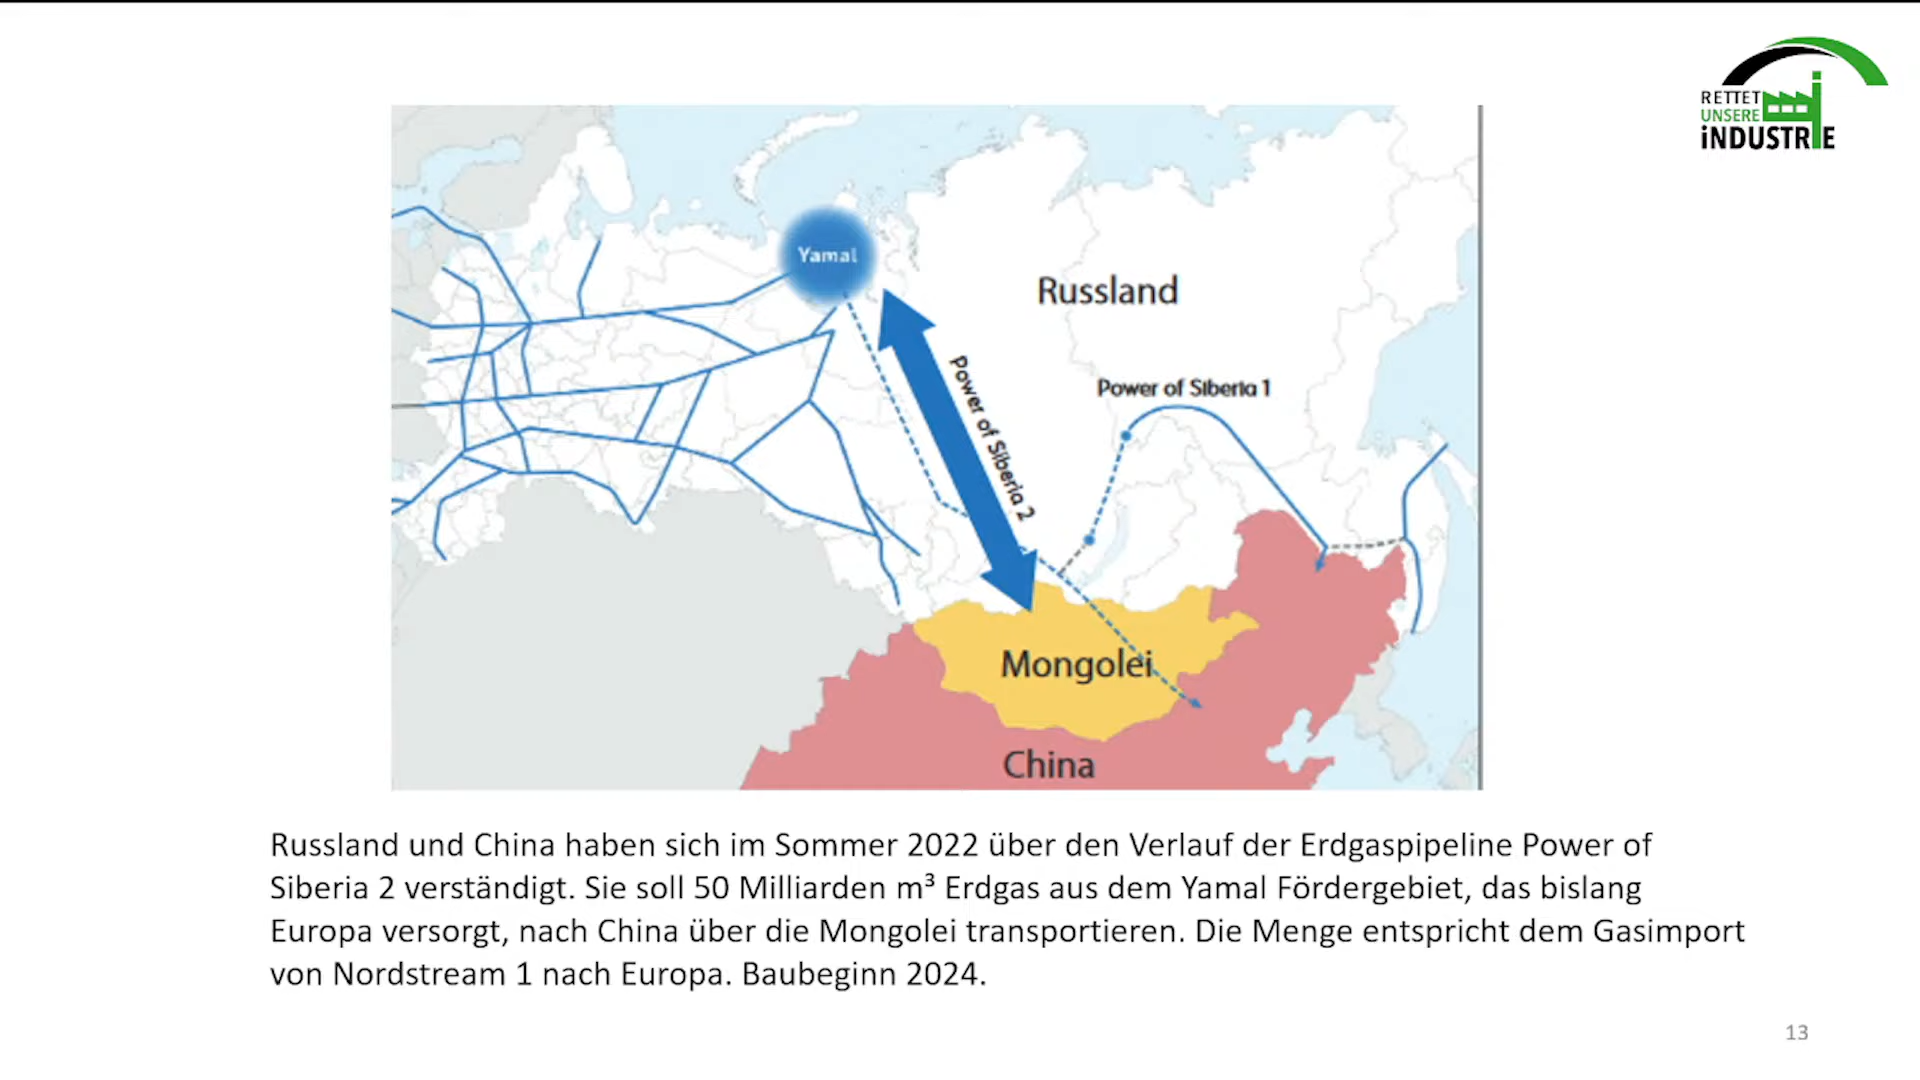 RETTET
UNSERE
iNDUSTRiE
Yamal
Russland
Power of Siberia 1
Power of Siberia 2
Mongolei
China
Russland und China haben sich im Sommer 2022 über den Verlauf der Erdgaspipeline Power of
Siberia 2 verständigt. Sie soll 50 Milliarden m³ Erdgas aus dem Yamal Fördergebiet, das bislang
Europa versorgt, nach China über die Mongolei transportieren. Die Menge entspricht dem Gasimport
von Nordstream 1 nach Europa. Baubeginn 2024.
13